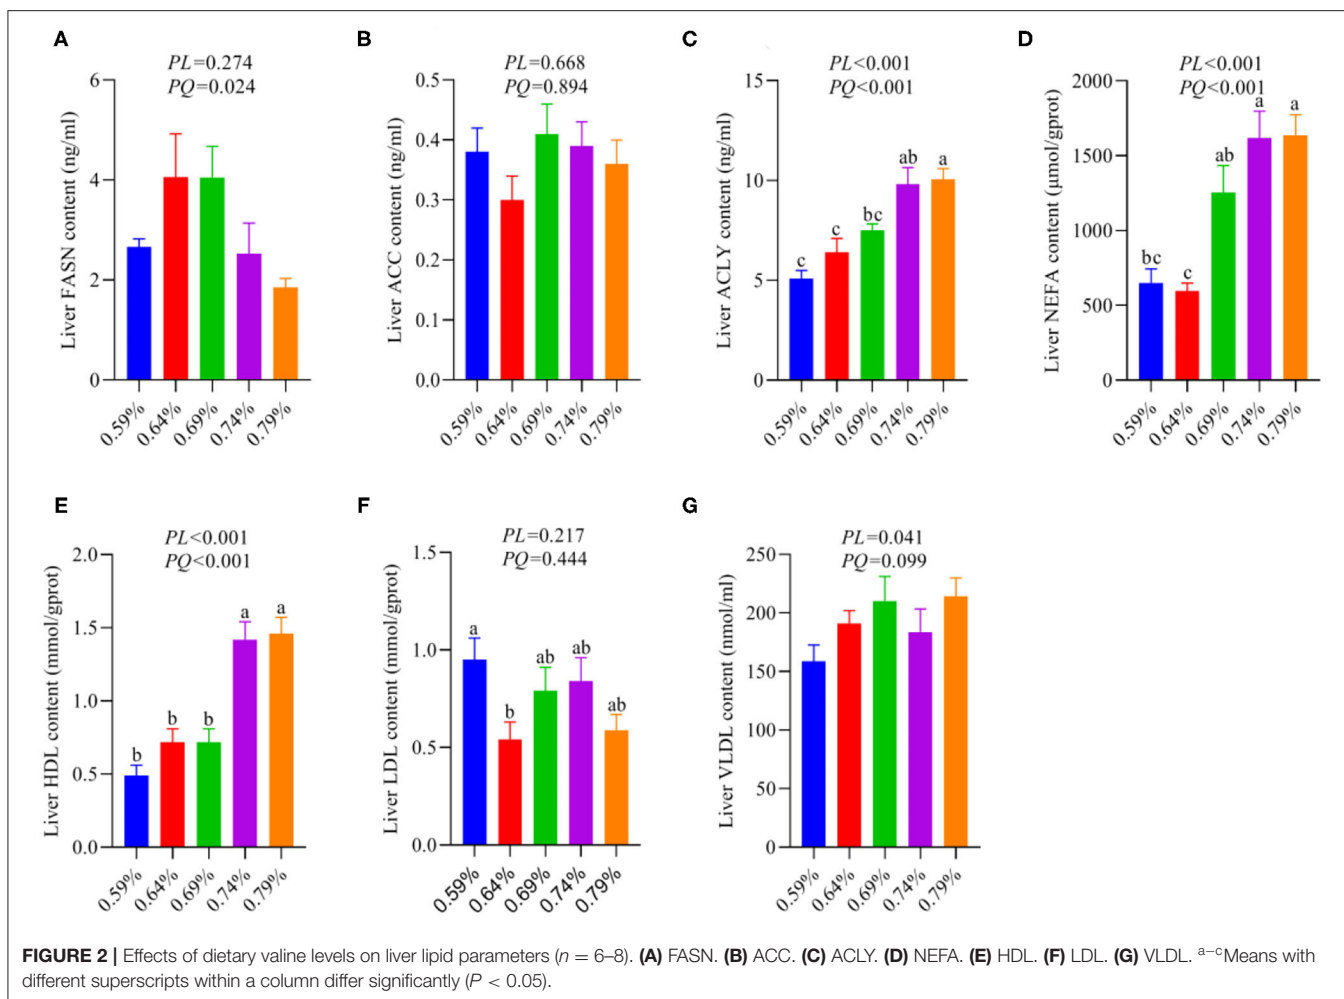 A
PL=0.274
PQ=0.024
Liver FASN content (ng/ml)
6
4
2
0
0.59%
0.64%
0.69%
0.74%
0.79%
B
PL=0.668
PQ=0.894
Liver ACC content (ng/ml)
0.5
0.4
0.3
0.2
0.1
0.0
0.59%
0.64%
0.69%
0.74%
0.79%
C
PL<0.001
PQ<0.001
Liver ACLY content (ng/ml)
15
10
5
0
c
c
bc
ab
a
0.59%
0.64%
0.69%
0.74%
0.79%
D
PL<0.001
PQ<0.001
Liver NEFA content (µmol/gprot)
2000
1500
1000
500
0
bc
c
ab
a
a
0.59%
0.64%
0.69%
0.74%
0.79%
E
PL<0.001
PQ<0.001
Liver HDL content (mmol/gprot)
2.0
1.5
1.0
0.5
0.0
b
b
b
a
a
0.59%
0.64%
0.69%
0.74%
0.79%
F
PL=0.217
PQ=0.444
Liver LDL content (mmol/gprot)
1.5
1.0
0.5
0.0
a
b
ab
ab
ab
0.59%
0.64%
0.69%
0.74%
0.79%
G
PL=0.041
PQ=0.099
Liver VLDL content (nmol/ml)
250
200
150
100
50
0
0.59%
0.64%
0.69%
0.74%
0.79%
FIGURE 2 | Effects of dietary valine levels on liver lipid parameters (n = 6–8). (A) FASN. (B) ACC. (C) ACLY. (D) NEFA. (E) HDL. (F) LDL. (G) VLDL. a–cMeans with
different superscripts within a column differ significantly (P < 0.05).